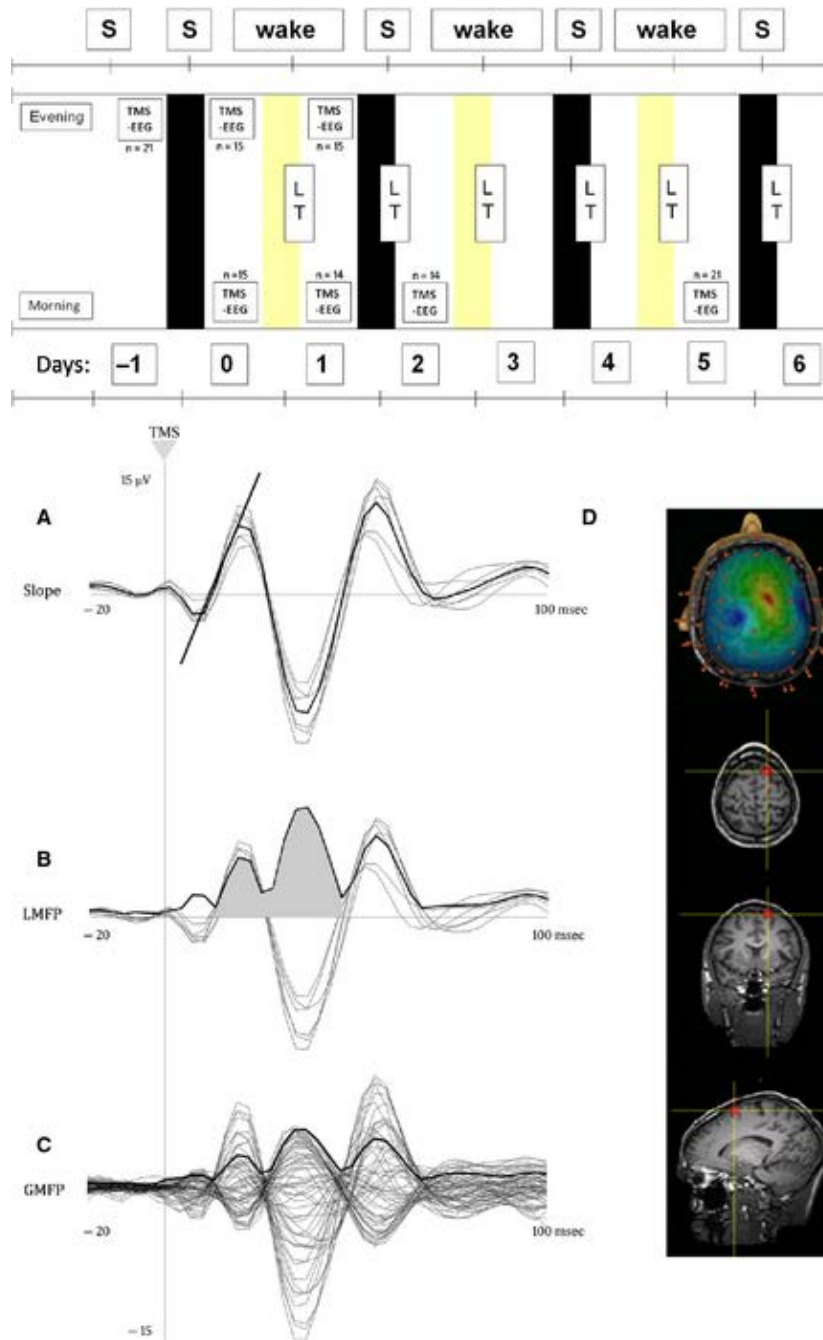 S S wake S wake S wake S
Evening
TMS -EEG n = 21
TMS -EEG n = 15
TMS -EEG n = 15
L T
L T
L T
L T
L T
L T
Morning
n =15 TMS -EEG
n = 14 TMS -EEG
n = 14 TMS -EEG
n = 21 TMS -EEG
Days: –1 0 1 2 3 4 5 6
TMS
15 µV
A
D
Slope
– 20
100 msec
B
LMFP
– 20
100 msec
C
GMFP
– 20
100 msec
– 15